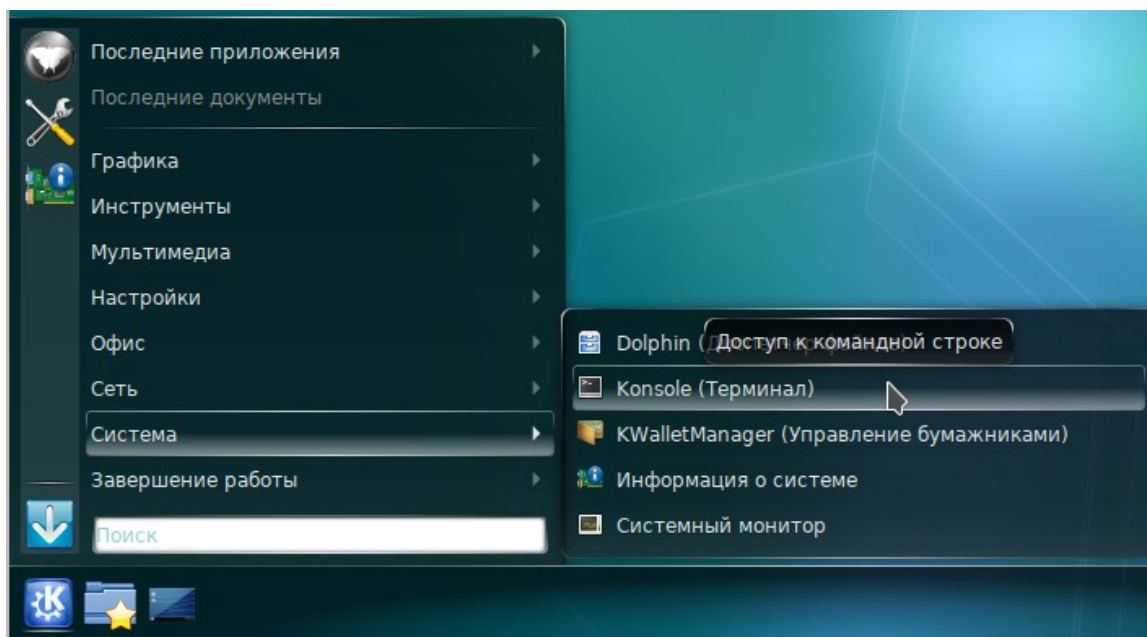 Последние приложения
Последние документы
Графика
Инструменты
Мультимедиа
Настройки
Офис
Сеть
Система
Завершение работы
Поиск
Dolphin (
Доступ к командной строке
Konsole (Терминал)
KWalletManager (Управление бумажниками)
Информация о системе
Системный монитор